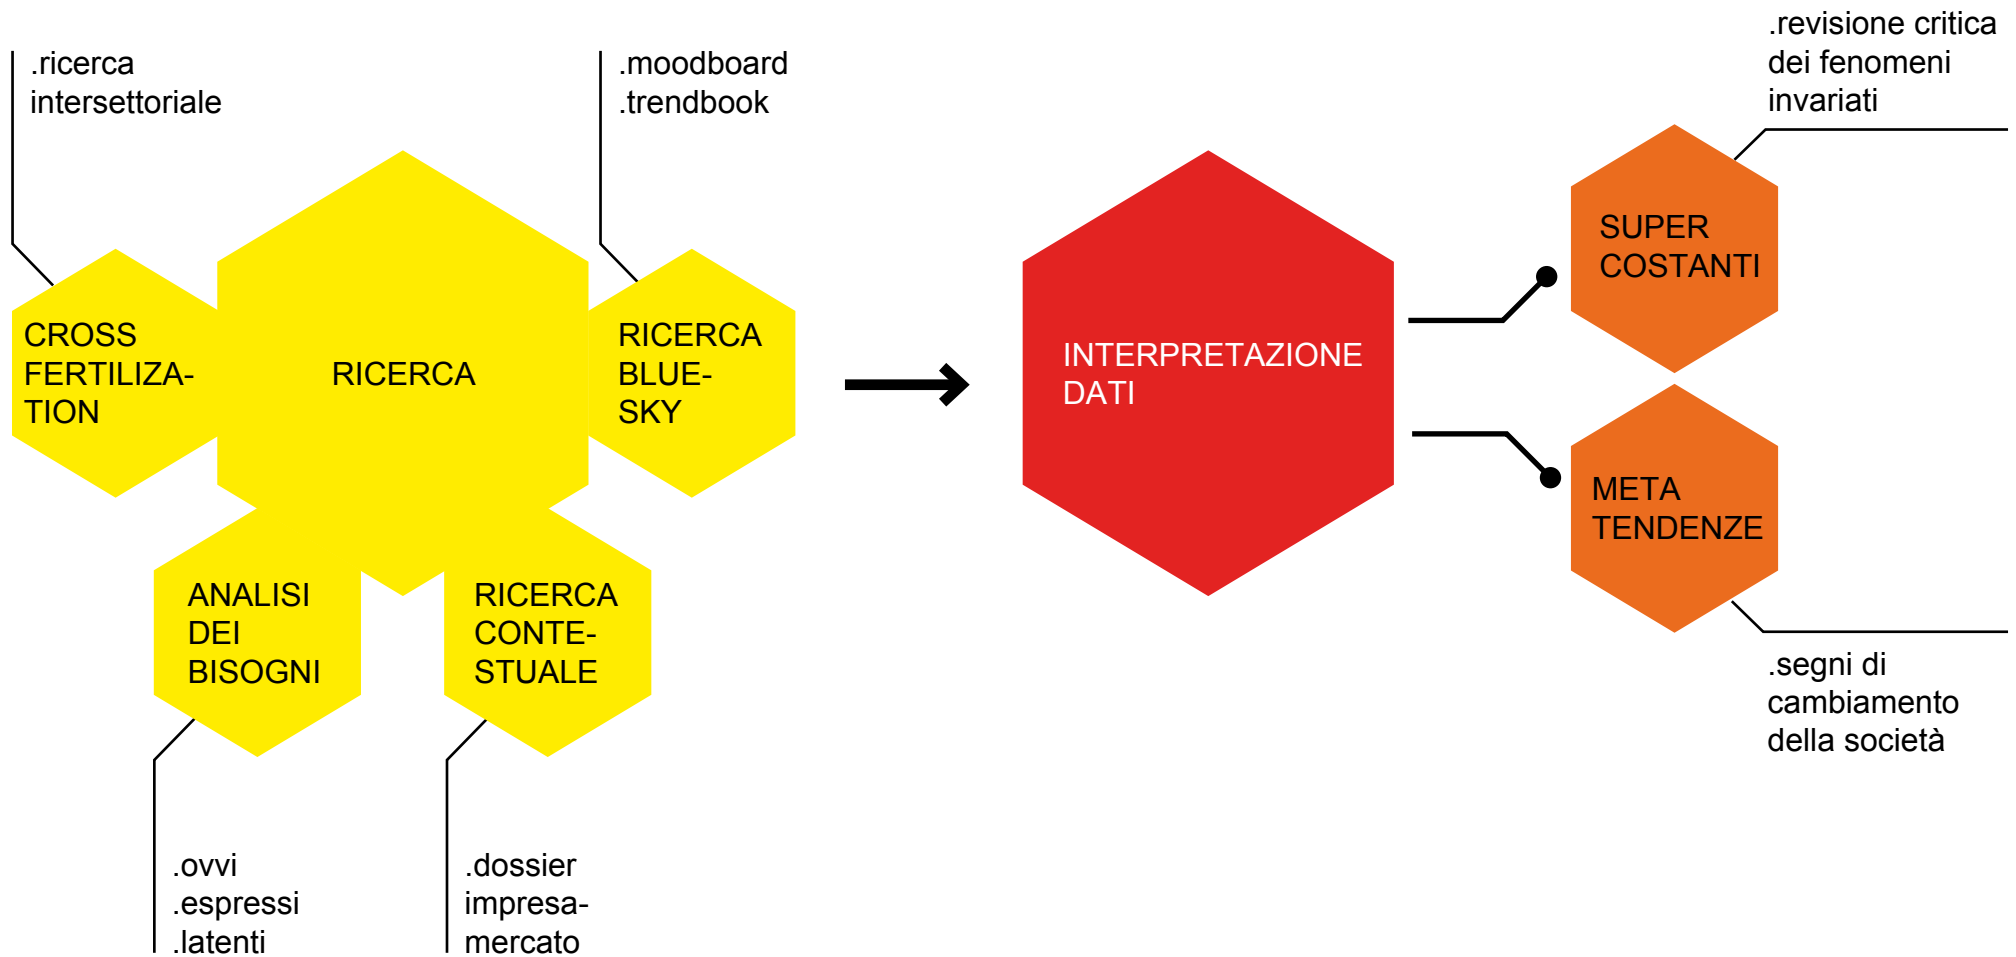 .ricerca
intersettoriale
.moodboard
.trendbook
.revisione critica
dei fenomeni
invariati
CROSS
FERTILIZA-
TION
RICERCA
RICERCA
BLUE-
SKY
ANALISI
DEI
BISOGNI
RICERCA
CONTE-
STUALE
.ovvi
.espressi
.latenti
.dossier
impresa-
mercato
INTERPRETAZIONE
DATI
SUPER
COSTANTI
META
TENDENZE
.segni di
cambiamento
della società